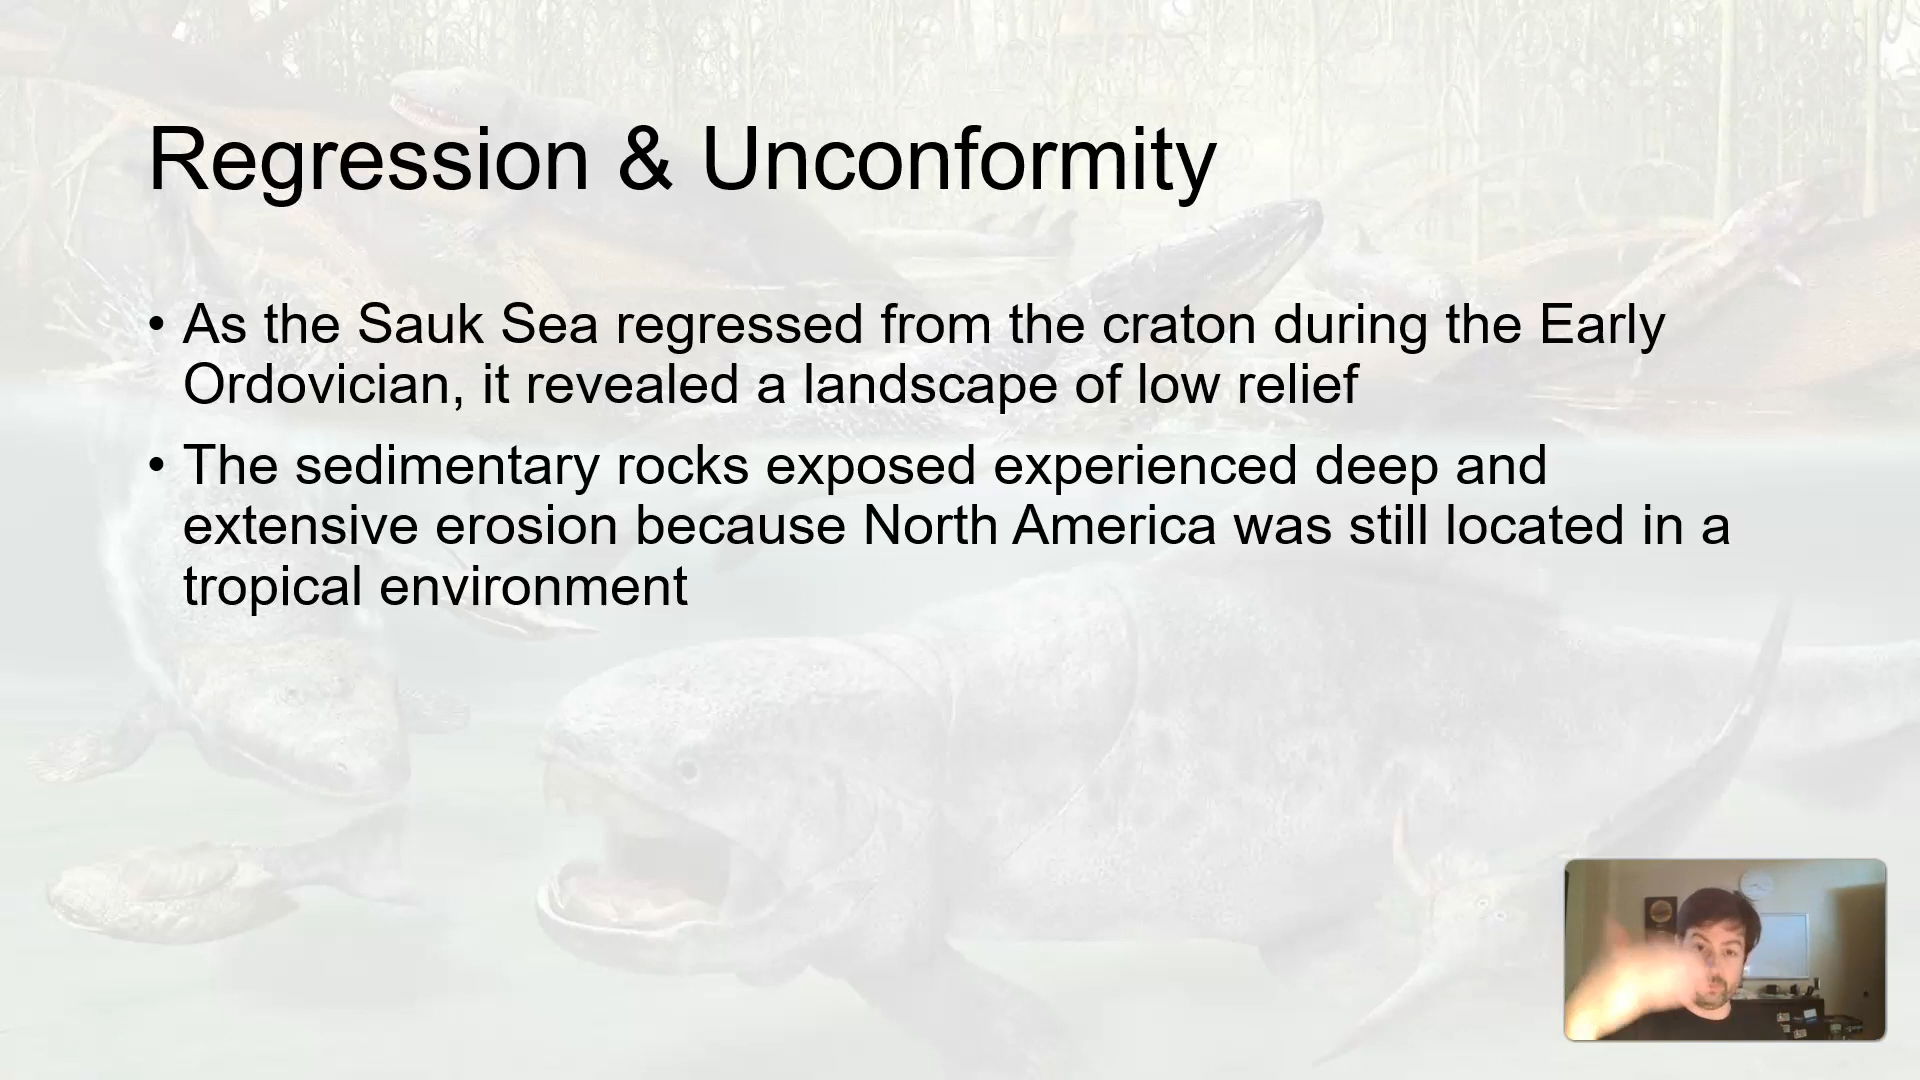 Regression & Unconformity
• As the Sauk Sea regressed from the craton during the Early
Ordovician, it revealed a landscape of low relief
• The sedimentary rocks exposed experienced deep and
extensive erosion because North America was still located in a
tropical environment